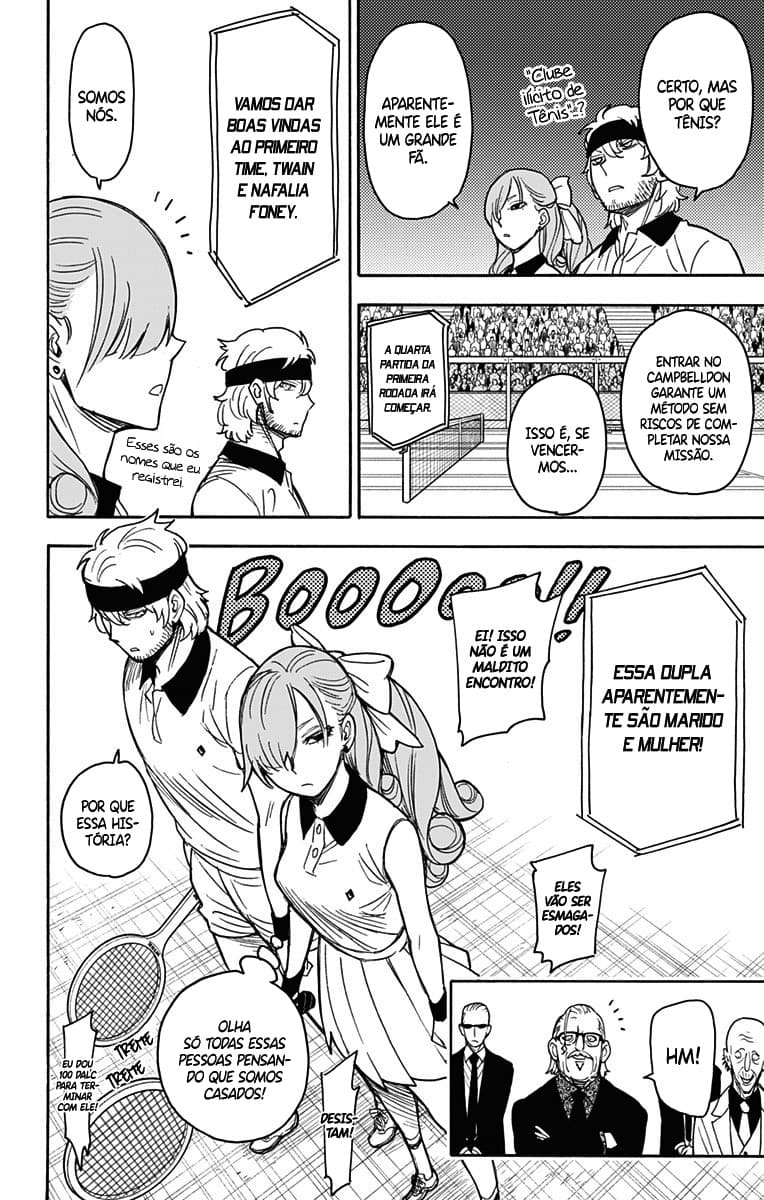 CERTO, MAS
POR QUE
TÊNIS?
"Clube
ilícito de
Tênis"..?
APARENTE-
MENTE ELE É
UM GRANDE
FÃ.
ENTRAR NO
CAMPBELLDON
GARANTE UM
MÉTODO SEM
RISCOS DE COM-
PLETAR NOSSA
MISSÃO.
ISSO É, SE
VENCER-
MOS...
A QUARTA
PARTIDA DA
PRIMEIRA
RODADA IRÁ
COMEÇAR.
VAMOS DAR
BOAS VINDAS
AO PRIMEIRO
TIME, TWAIN
E NAFALIA
FONEY.
SOMOS
NÓS.
Esses são os
nomes que eu
registrei.
BOOOooo!!
ESSA DUPLA
APARENTEMEN-
TE SÃO MARIDO
E MULHER!
EI! ISSO
NÃO É UM
MALDITO
ENCONTRO!
POR QUE
ESSA HIS-
TÓRIA?
ELES
VÃO SER
ESMAGA-
DOS!
HM!
OLHA
SÓ TODAS ESSAS
PESSOAS PENSAN-
DO QUE SOMOS
CASADOS!
TREME
TREME
DESIS-
TAM!
EU DOU
100 DALC
PARA TER-
MINAR
COM ELE!